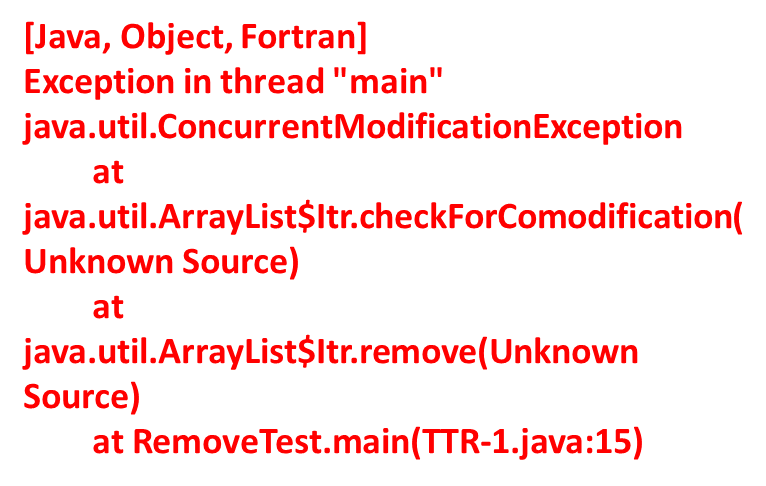 [Java, Object, Fortran]
Exception in thread "main"
java.util.ConcurrentModificationException
at
java.util.ArrayList$Itr.checkForComodification(
Unknown Source)
at
java.util.ArrayList$Itr.remove(Unknown
Source)
at RemoveTest.main(TTR-1.java:15)